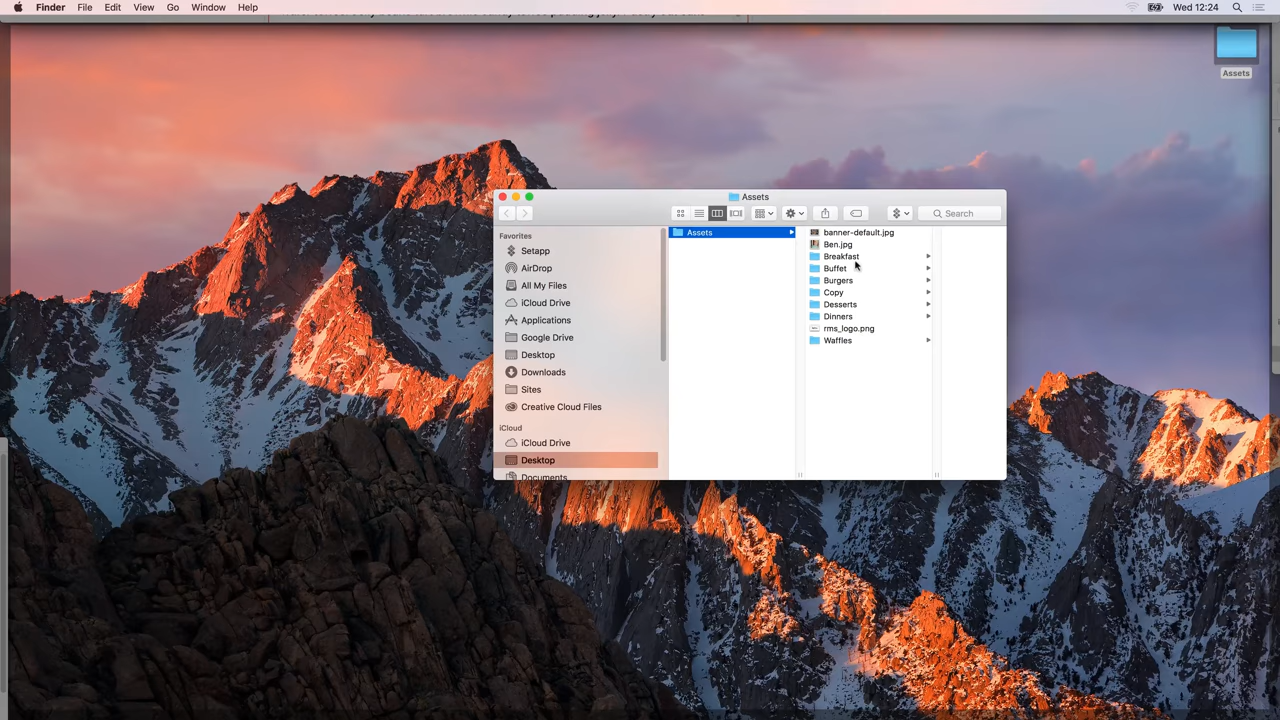 Finder File Edit View Go Window Help Wed 12:24
Assets
Assets
Search
Favorites
Setapp
AirDrop
All My Files
iCloud Drive
Applications
Google Drive
Desktop
Downloads
Sites
Creative Cloud Files
iCloud
iCloud Drive
Desktop
Documents
Assets
banner-default.jpg
Ben.jpg
Breakfast
Buffet
Burgers
Copy
Desserts
Dinners
rms_logo.png
Waffles